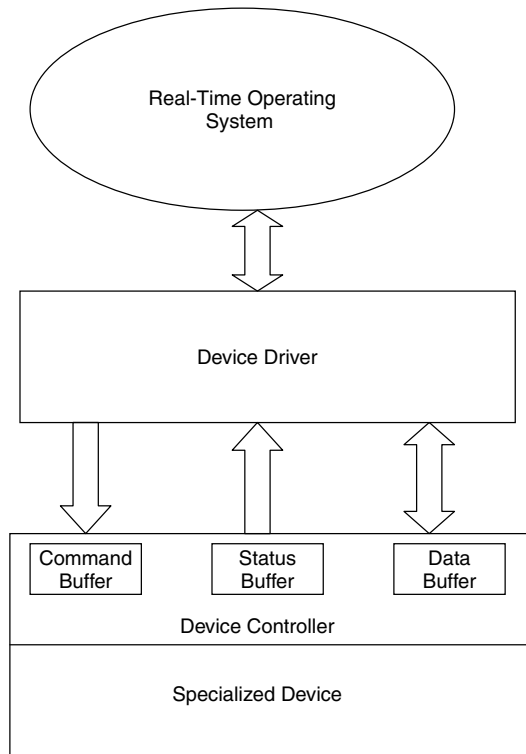 Real-Time Operating
System
Device Driver
Command
Buffer
Status
Buffer
Data
Buffer
Device Controller
Specialized Device